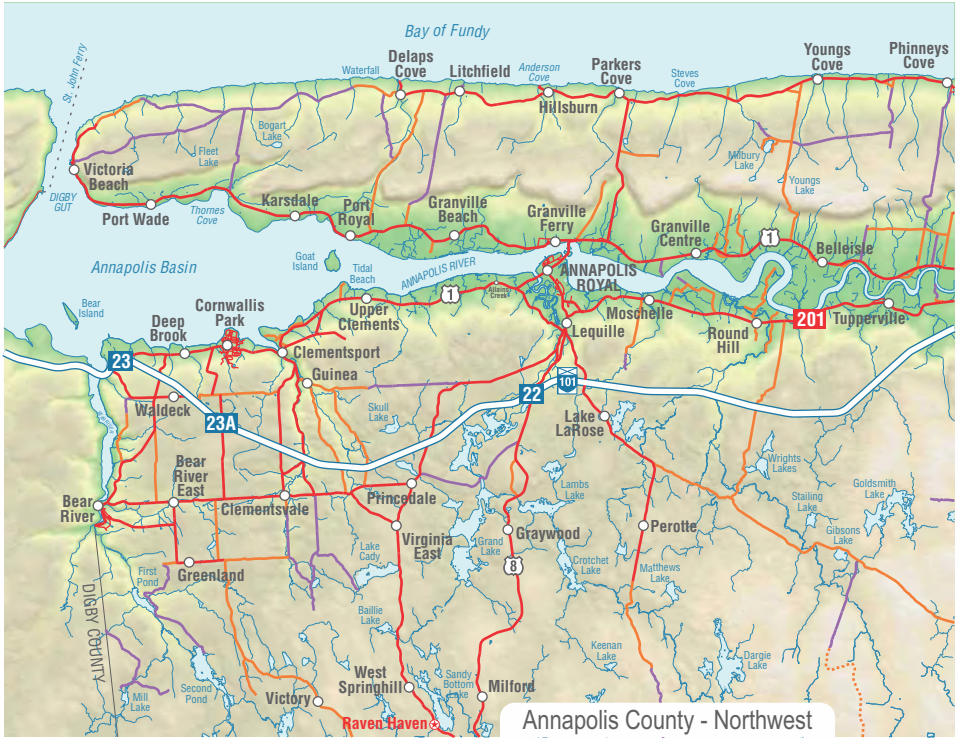 Bay of Fundy
St. John Ferry
Waterfall
Delaps
Cove
Litchfield
Anderson
Cove
Hillsburn
Parkers
Cove
Steves
Cove
Youngs
Cove
Phinneys
Cove
Bogart
Lake
Fleet
Lake
Milbury
Lake
Youngs
Lake
Victoria
Beach
DIGBY
GUT
Port Wade
Thornes
Cove
Karsdale
Port
Royal
Granville
Beach
Granville
Ferry
Granville
Centre
1
Belleisle
Annapolis Basin
Goat
Island
Tidal
Beach
ANNAPOLIS RIVER
ANNAPOLIS
ROYAL
Allains
Creek
1
Upper
Clements
Bear
Island
Cornwallis
Park
Deep
Brook
Moschelle
Lequille
Round
Hill
201
Tupperville
23
Clementsport
Guinea
Waldeck
23A
22
101
Skull
Lake
Lake
LaRose
Bear
River
East
Bear
River
Clementsvale
Princedale
Lambs
Lake
Wrights
Lakes
Stailing
Lake
Goldsmith
Lake
Gibsons
Lake
Virginia
East
Grand
Lake
Graywood
8
Perotte
Crotchet
Lake
Matthews
Lake
Lake
Cady
Greenland
First
Pond
DIGBY COUNTY
Baillie
Lake
Keenan
Lake
Dargie
Lake
West
Springhill
Sandy
Bottom
Lake
Milford
Second
Pond
Mill
Lake
Victory
Raven Haven
Annapolis County - Northwest